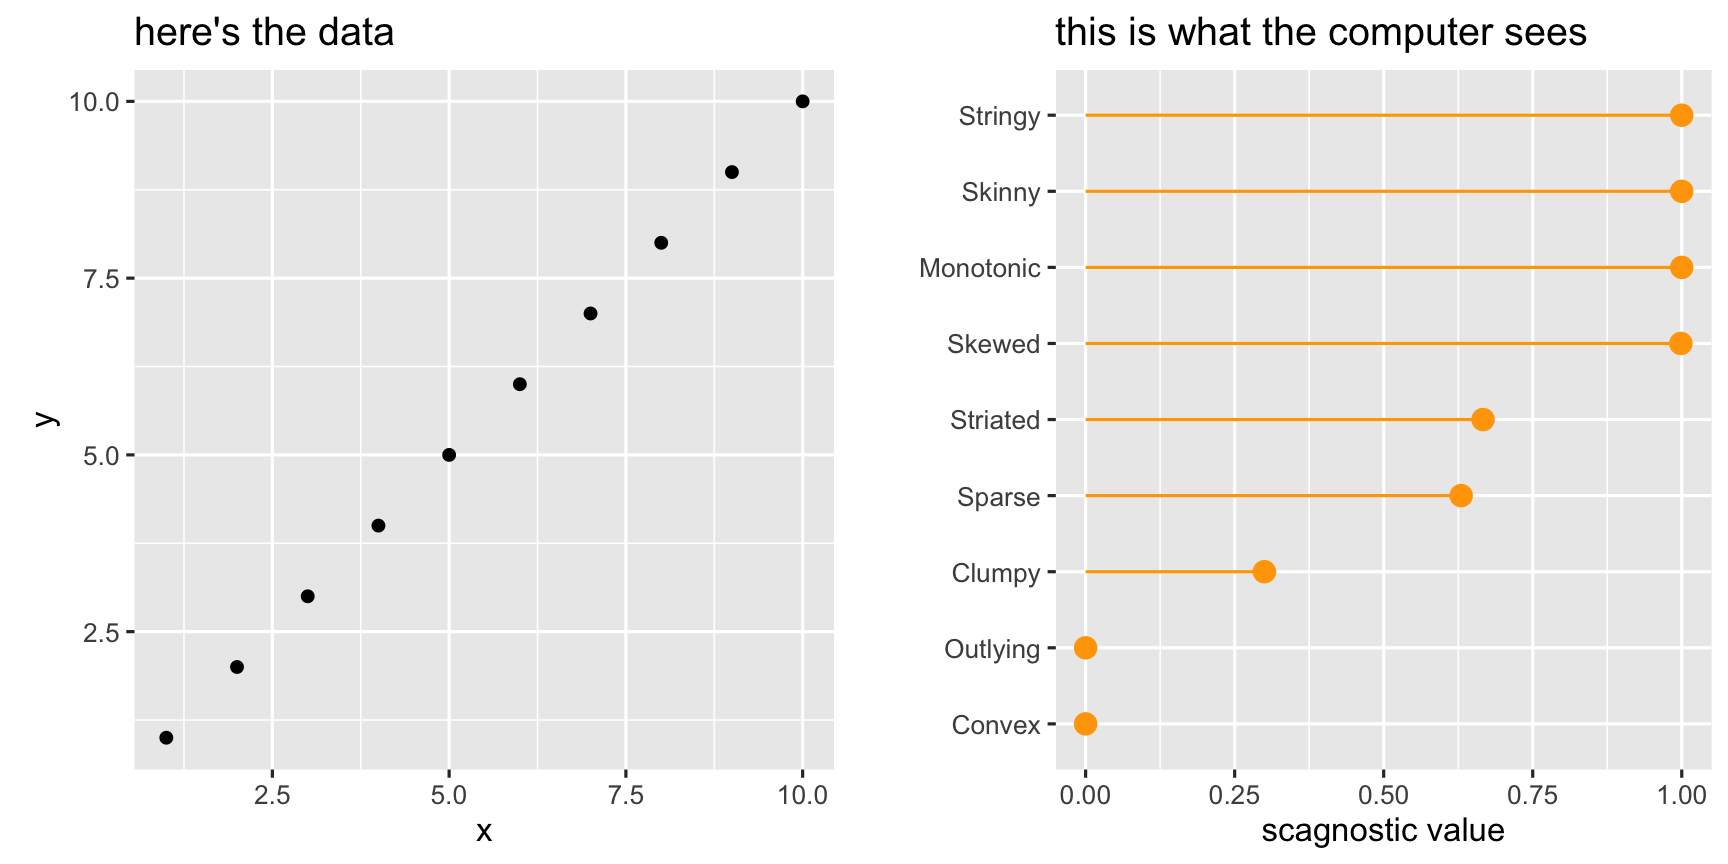 here's the data
10.0
7.5
5.0
2.5
y
2.5 5.0 7.5 10.0
x
this is what the computer sees
Stringy
Skinny
Monotonic
Skewed
Striated
Sparse
Clumpy
Outlying
Convex
0.00 0.25 0.50 0.75 1.00
scagnostic value